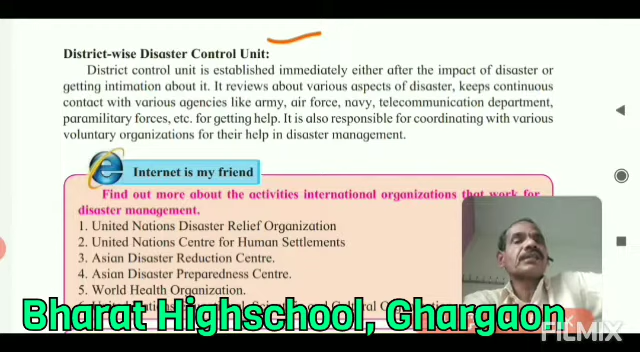 District-wise Disaster Control Unit:
District control unit is established immediately either after the impact of disaster or
getting intimation about it. It reviews about various aspects of disaster, keeps continuous
contact with various agencies like army, air force, navy, telecommunication department,
paramilitary forces, etc. for getting help. It is also responsible for coordinating with various
voluntary organizations for their help in disaster management.
Internet is my friend
Find out more about the activities international organizations that work for
disaster management.
1. United Nations Disaster Relief Organization
2. United Nations Centre for Human Settlements
3. Asian Disaster Reduction Centre.
4. Asian Disaster Preparedness Centre.
5. World Health Organization.
Bharat Highschool, Ghargaon
FILMIX